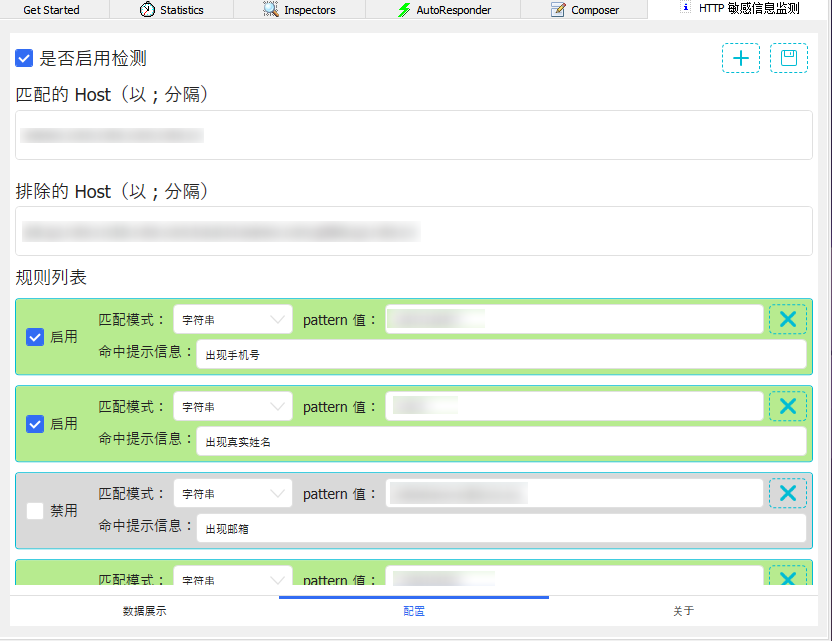 Get Started
Statistics
Inspectors
AutoResponder
Composer
HTTP 敏感信息监测
是否启用检测
匹配的 Host（以 ; 分隔）
排除的 Host（以 ; 分隔）
规则列表
启用
匹配模式： 字符串 pattern 值：
命中提示信息： 出现手机号
启用
匹配模式： 字符串 pattern 值：
命中提示信息： 出现真实姓名
禁用
匹配模式： 字符串 pattern 值：
命中提示信息： 出现邮箱
匹配模式： 字符串 pattern 值：
数据展示
配置
关于